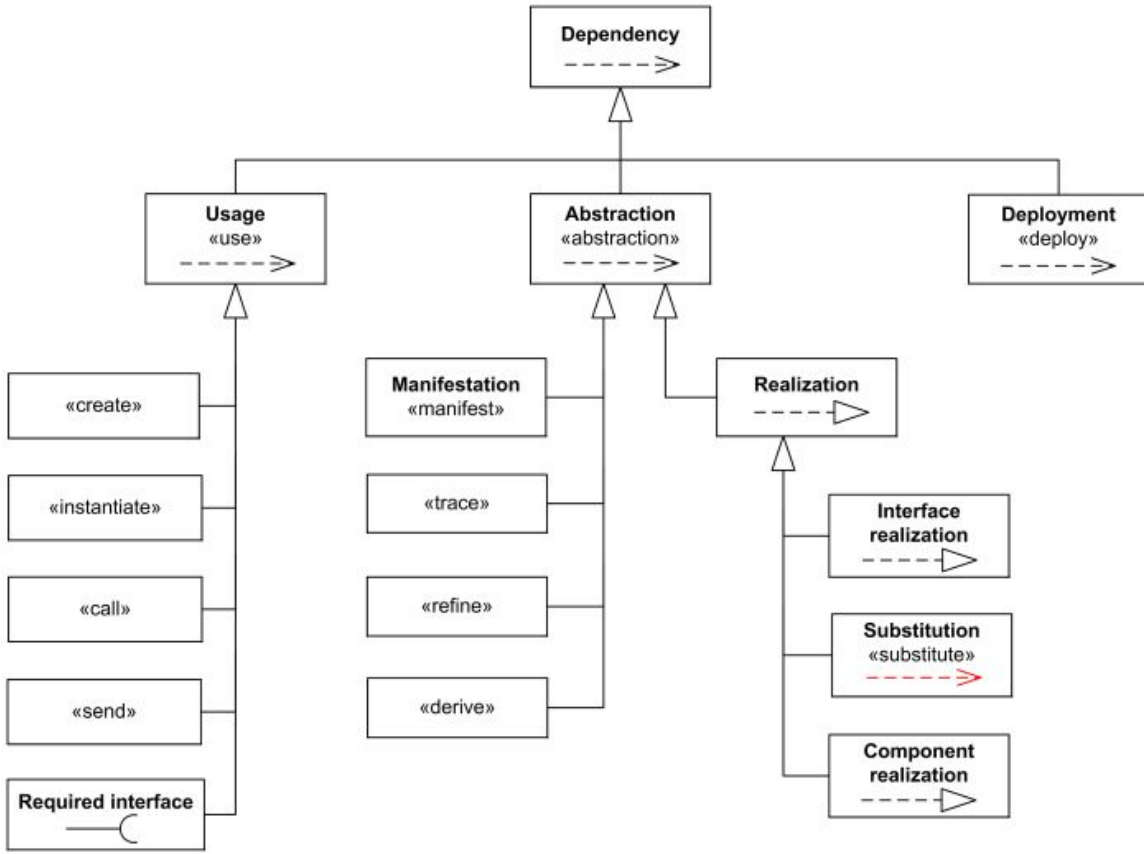 Dependency
Usage
«use»
Abstraction
«abstraction»
Deployment
«deploy»
«create»
«instantiate»
«call»
«send»
Required interface
Manifestation
«manifest»
«trace»
«refine»
«derive»
Realization
Interface
realization
Substitution
«substitute»
Component
realization